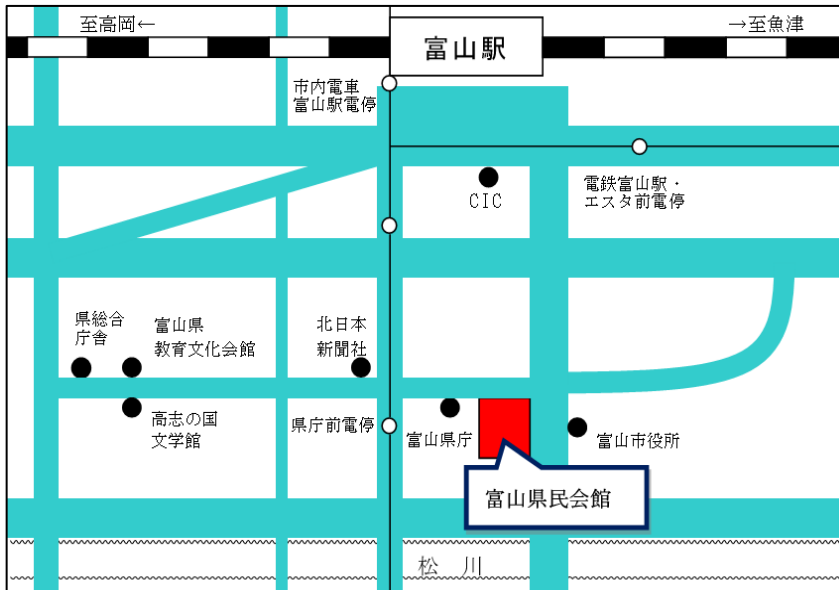 至高岡←
→至魚津
富山駅
市内電車
富山駅電停
CIC
電鉄富山駅・
エスタ前電停
県総合
庁舎
富山県
教育文化会館
北日本
新聞社
高志の国
文学館
県庁前電停
富山県庁
富山市役所
富山県民会館
松 川